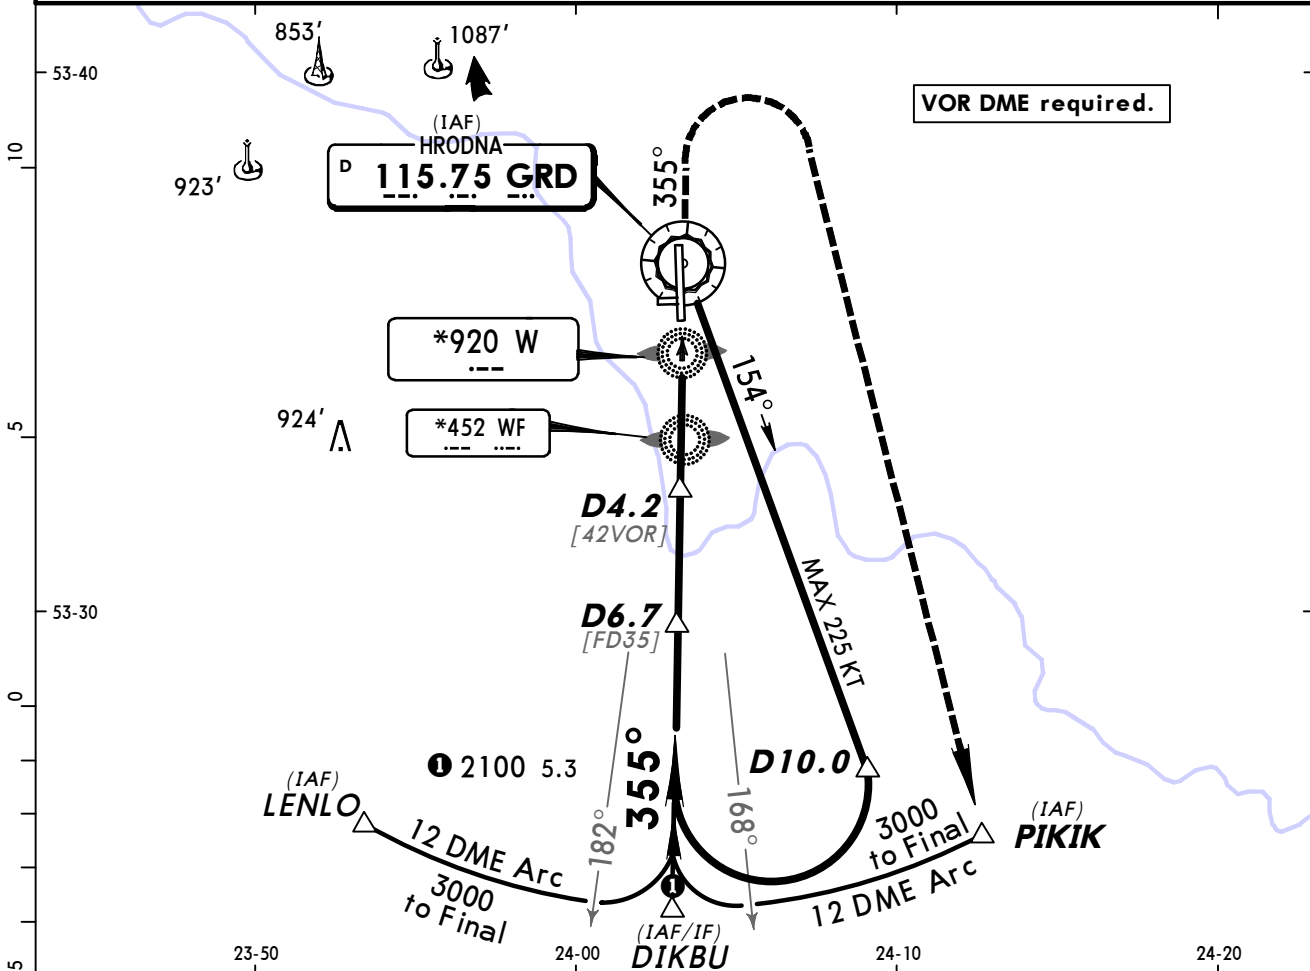 853'
1087'
53-40
VOR DME required.
(IAF)
HRODNA
D 115.75 GRD
10
923'
355°
*920 W
154°
924'
*452 WF
5
D4.2
[42VOR]
MAX 225 KT
53-30
D6.7
[FD35]
0
355°
1 2100 5.3
D10.0
(IAF)
LENLO
182°
168°
3000
to Final
(IAF)
PIKIK
12 DME Arc
3000
to Final
12 DME Arc
1
(IAF/IF)
DIKBU
5
23-50
24-00
24-10
24-20